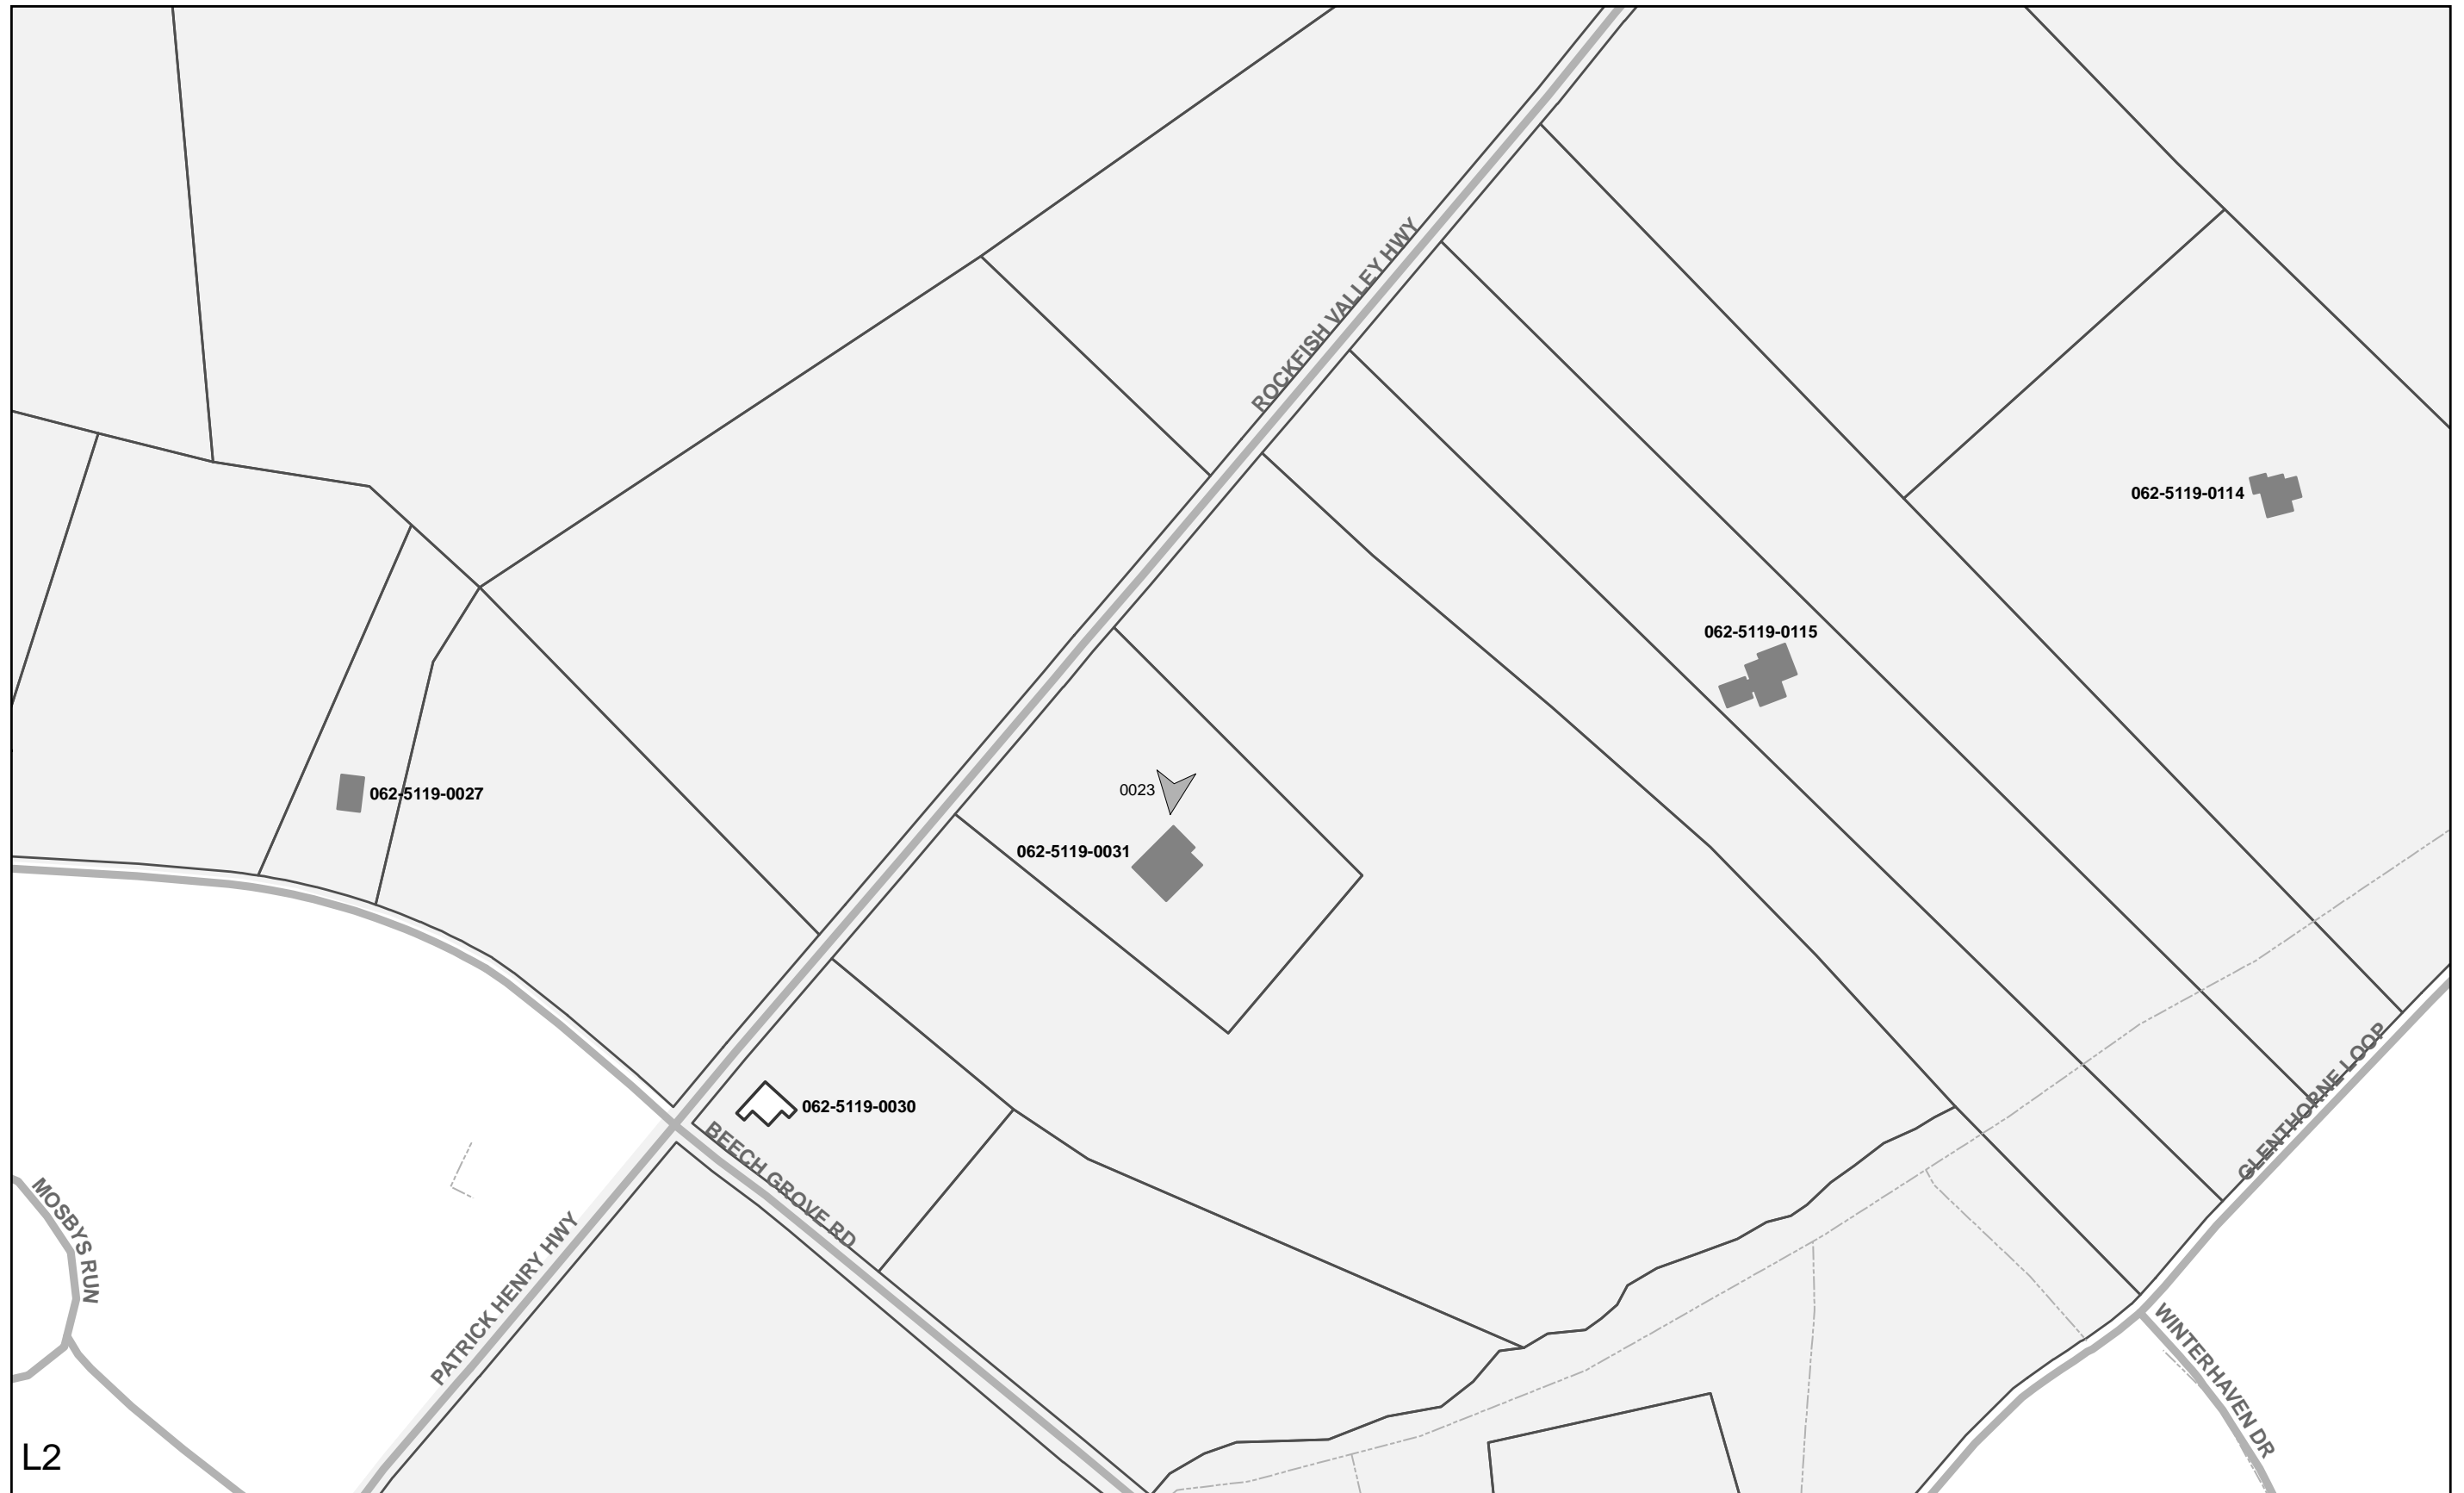 ROCKFISH VALLEY HWY
062-5119-0114
062-5119-0115
0023
062-5119-0027
062-5119-0031
062-5119-0030
BEECH GROVE RD
GLENTHORNE LOOP
MOSBYS RUN
PATRICK HENRY HWY
WINTERHAVEN DR
L2